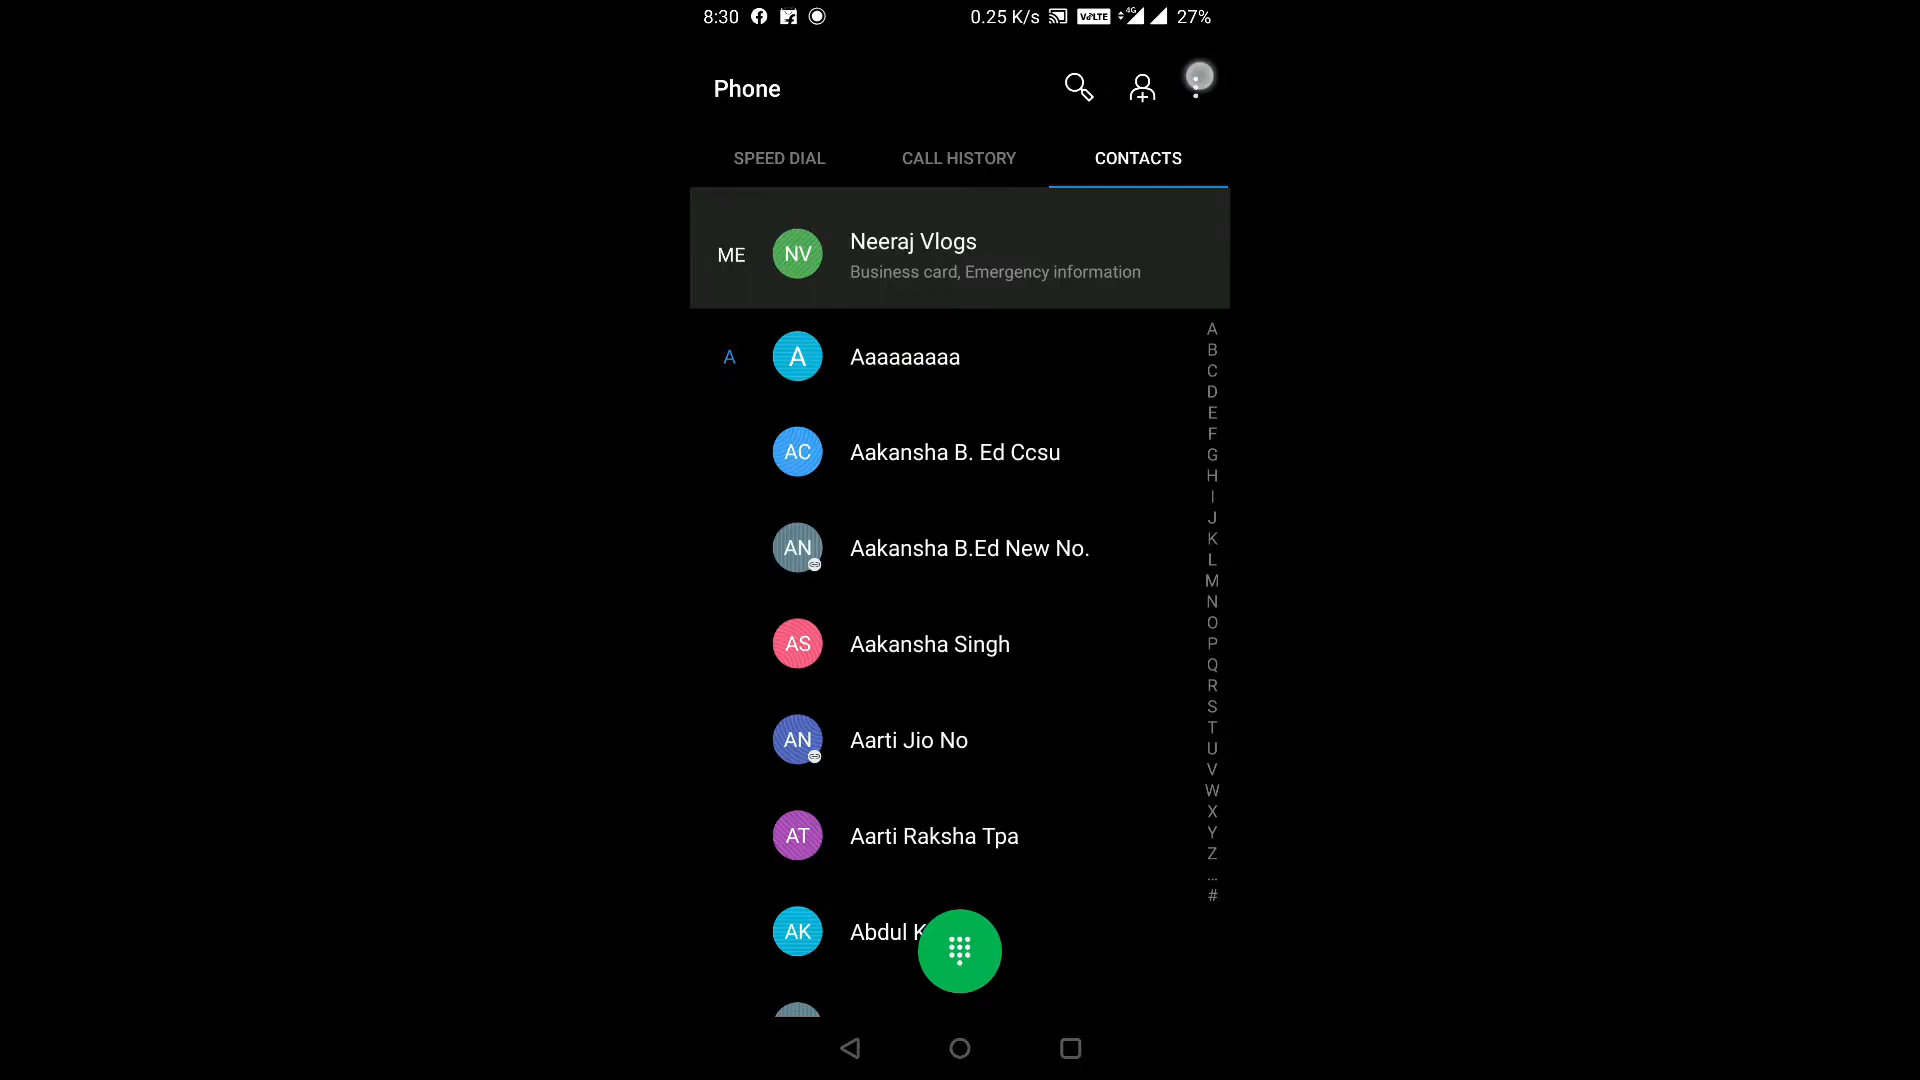 8:30 0.25 K/s VoLTE 4G 27%
Phone
SPEED DIAL CALL HISTORY CONTACTS
ME NV Neeraj Vlogs
Business card, Emergency information
A A Aaaaaaaaa
AC Aakansha B. Ed Ccsu
AN Aakansha B.Ed New No.
AS Aakansha Singh
AN Aarti Jio No
AT Aarti Raksha Tpa
AK Abdul
A
B
C
D
E
F
G
H
I
J
K
L
M
N
O
P
Q
R
S
T
U
V
W
X
Y
Z
...
#